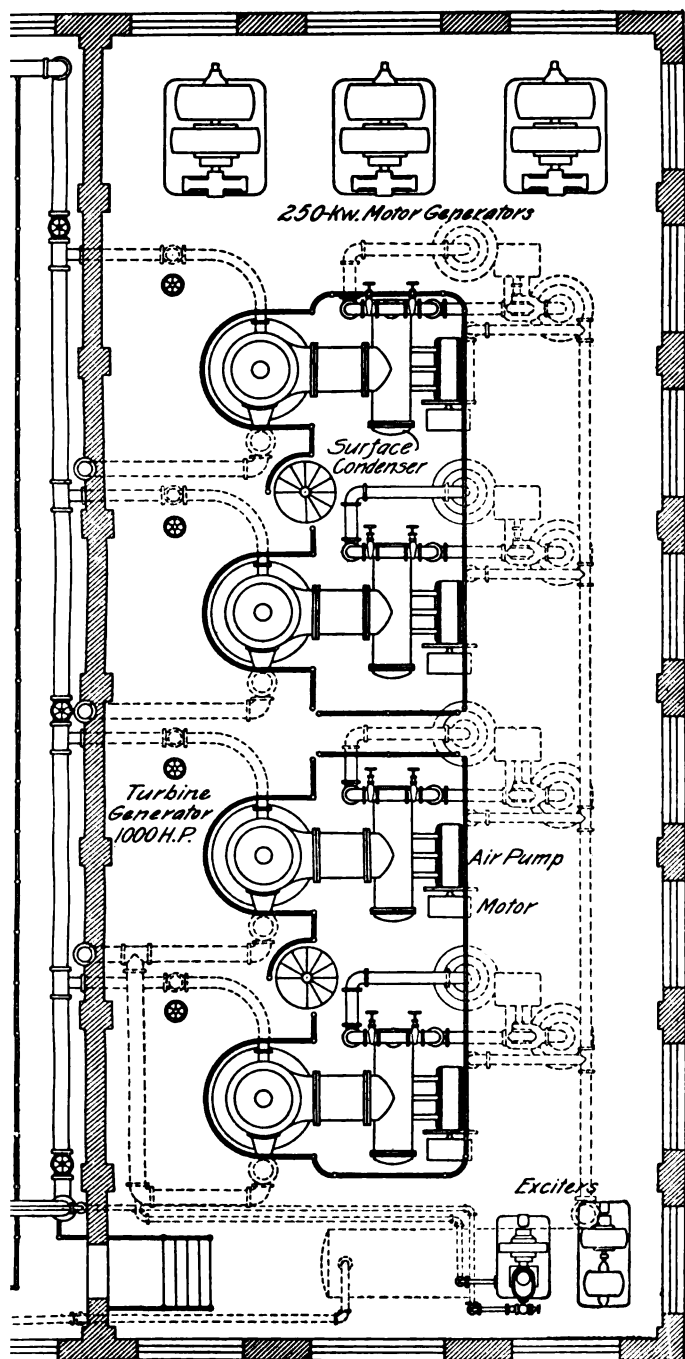 250-Kw. Motor Generators
Surface
Condenser
Turbine
Generator
1000 H.P.
Air Pump
Motor
Exciters